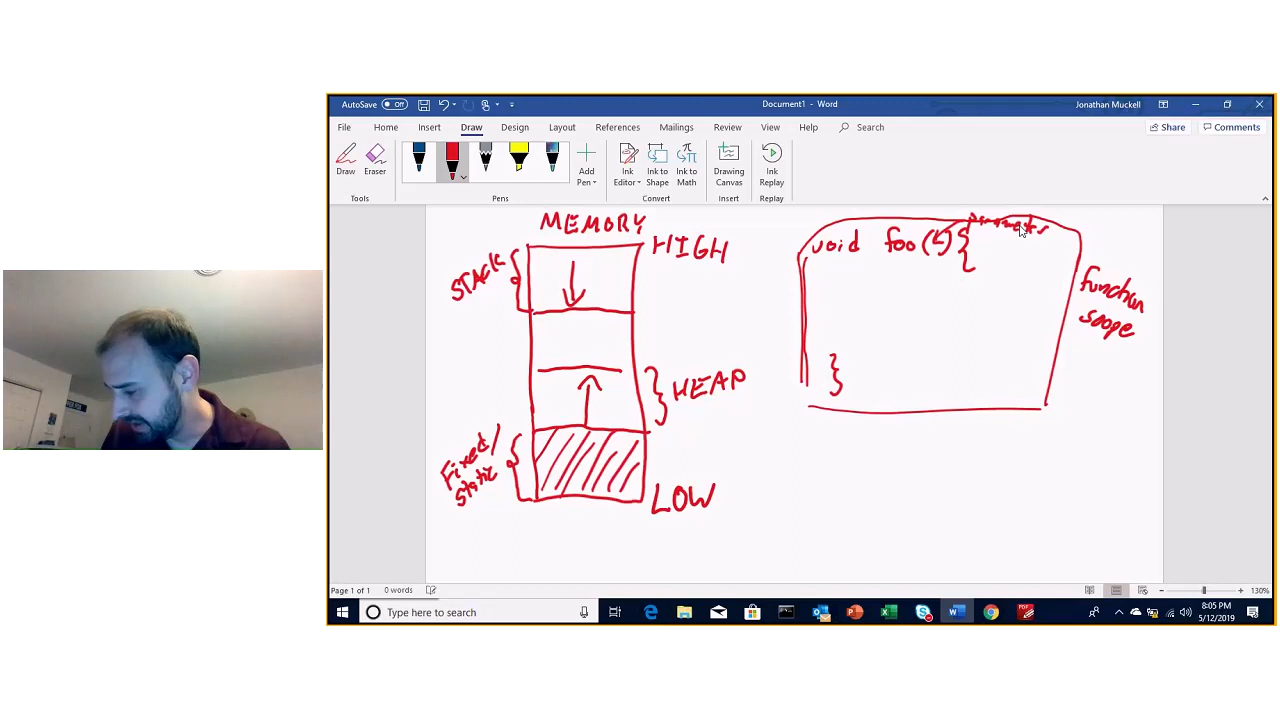 AutoSave Off
Document1 - Word
Jonathan Muckell
File Home Insert Draw Design Layout References Mailings Review View Help Search
Share Comments
Draw Eraser
Add Pen
Ink Editor Ink to Shape Ink to Math
Drawing Canvas
Ink Replay
Tools Pens Convert Insert Replay
MEMORY
HIGH
STACK
HEAP
Fixed/
static
LOW
parameters
void foo( ) {
}
function
scope
Page 1 of 1 0 words
130%
Type here to search
8:05 PM
5/12/2019